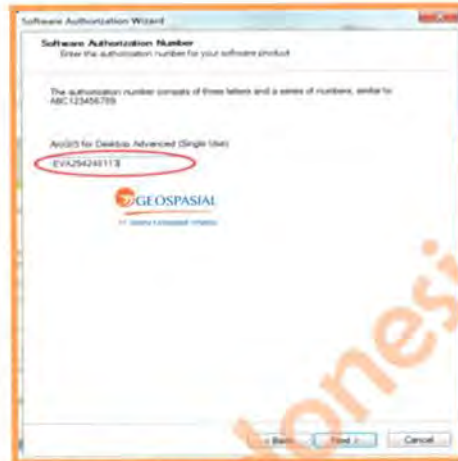 Software Authorization Wizard
Software Authorization Number
Enter the authorization number for your software product
The authorization number consists of three letters and a series of numbers, similar to:
ABC123456789.
ArcGIS for Desktop Advanced (Single Use)
GEOSPASIAL
< Back
Next >
Cancel